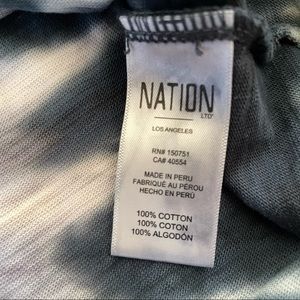 NATION
LTD'
LOS ANGELES
RN# 150751
CA# 40554
MADE IN PERU
FABRIQUÉ AU PÉROU
HECHO EN PERÚ
100% COTTON
100% COTON
100% ALGODÓN